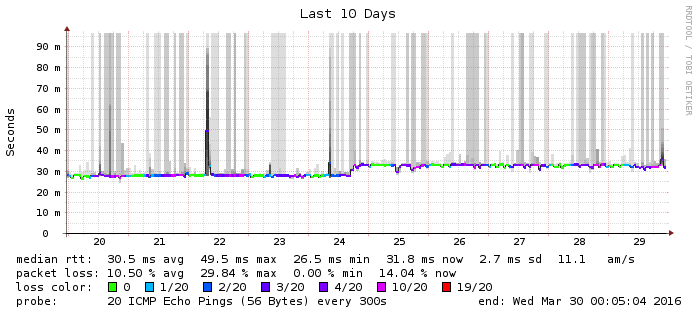 Last 10 Days
RRDTOOL / TOBI OETIKER
Seconds
90 m
80 m
70 m
60 m
50 m
40 m
30 m
20 m
10 m
0
20 21 22 23 24 25 26 27 28 29
median rtt: 30.5 ms avg 49.5 ms max 26.5 ms min 31.8 ms now 2.7 ms sd 11.1 am/s
packet loss: 10.50 % avg 29.84 % max 0.00 % min 14.04 % now
loss color: 0 1/20 2/20 3/20 4/20 10/20 19/20
probe: 20 ICMP Echo Pings (56 Bytes) every 300s end: Wed Mar 30 00:05:04 2016